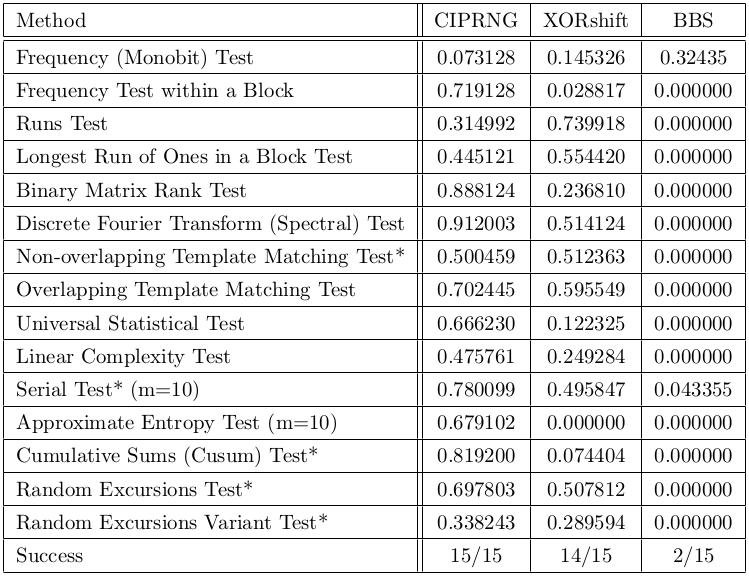 Method CIPRNG XORshift BBS
Frequency (Monobit) Test 0.073128 0.145326 0.32435
Frequency Test within a Block 0.719128 0.028817 0.000000
Runs Test 0.314992 0.739918 0.000000
Longest Run of Ones in a Block Test 0.445121 0.554420 0.000000
Binary Matrix Rank Test 0.888124 0.236810 0.000000
Discrete Fourier Transform (Spectral) Test 0.912003 0.514124 0.000000
Non-overlapping Template Matching Test* 0.500459 0.512363 0.000000
Overlapping Template Matching Test 0.702445 0.595549 0.000000
Universal Statistical Test 0.666230 0.122325 0.000000
Linear Complexity Test 0.475761 0.249284 0.000000
Serial Test* (m=10) 0.780099 0.495847 0.043355
Approximate Entropy Test (m=10) 0.679102 0.000000 0.000000
Cumulative Sums (Cusum) Test* 0.819200 0.074404 0.000000
Random Excursions Test* 0.697803 0.507812 0.000000
Random Excursions Variant Test* 0.338243 0.289594 0.000000
Success 15/15 14/15 2/15